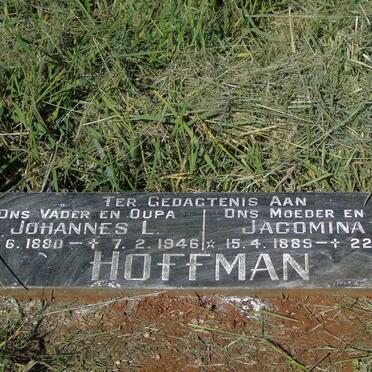 TER GEDAGTENIS AAN
ONS VADER EN OUPA ONS MOEDER EN
JOHANNES L. JACOMINA
6.1880 – † 7.2.1946 ☆ 15.4.1889 – † 22
HOFFMAN